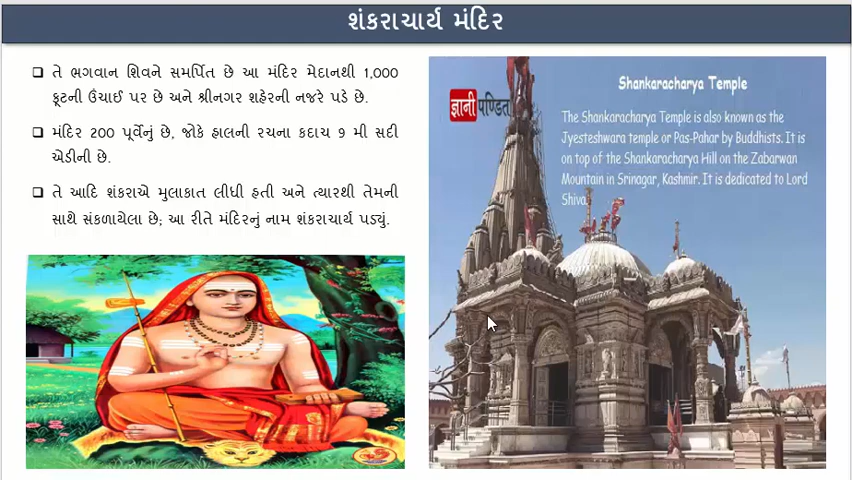 શંકરાચાર્ય મંદિર
તે ભગવાન શિવને સમર્પિત છે આ મંદિર મેદાનથી 1,000
ફૂટની ઉંચાઈ પર છે અને શ્રીનગર શહેરની નજરે પડે છે.
મંદિર 200 પૂર્વેનું છે, જોકે હાલની રચના કદાચ 9 મી સદી
એડીની છે.
તે આદિ શંકરાએ મુલાકાત લીધી હતી અને ત્યારથી તેમની
સાથે સંકળાયેલા છે; આ રીતે મંદિરનું નામ શંકરાચાર્ય પડ્યું.
Shankaracharya Temple
ज्ञानी पण्डित
The Shankaracharya Temple is also known as the
Jyesteshwara temple or Pas-Pahar by Buddhists. It is
on top of the Shankaracharya Hill on the Zabarwan
Mountain in Srinagar, Kashmir. It is dedicated to Lord
Shiva.